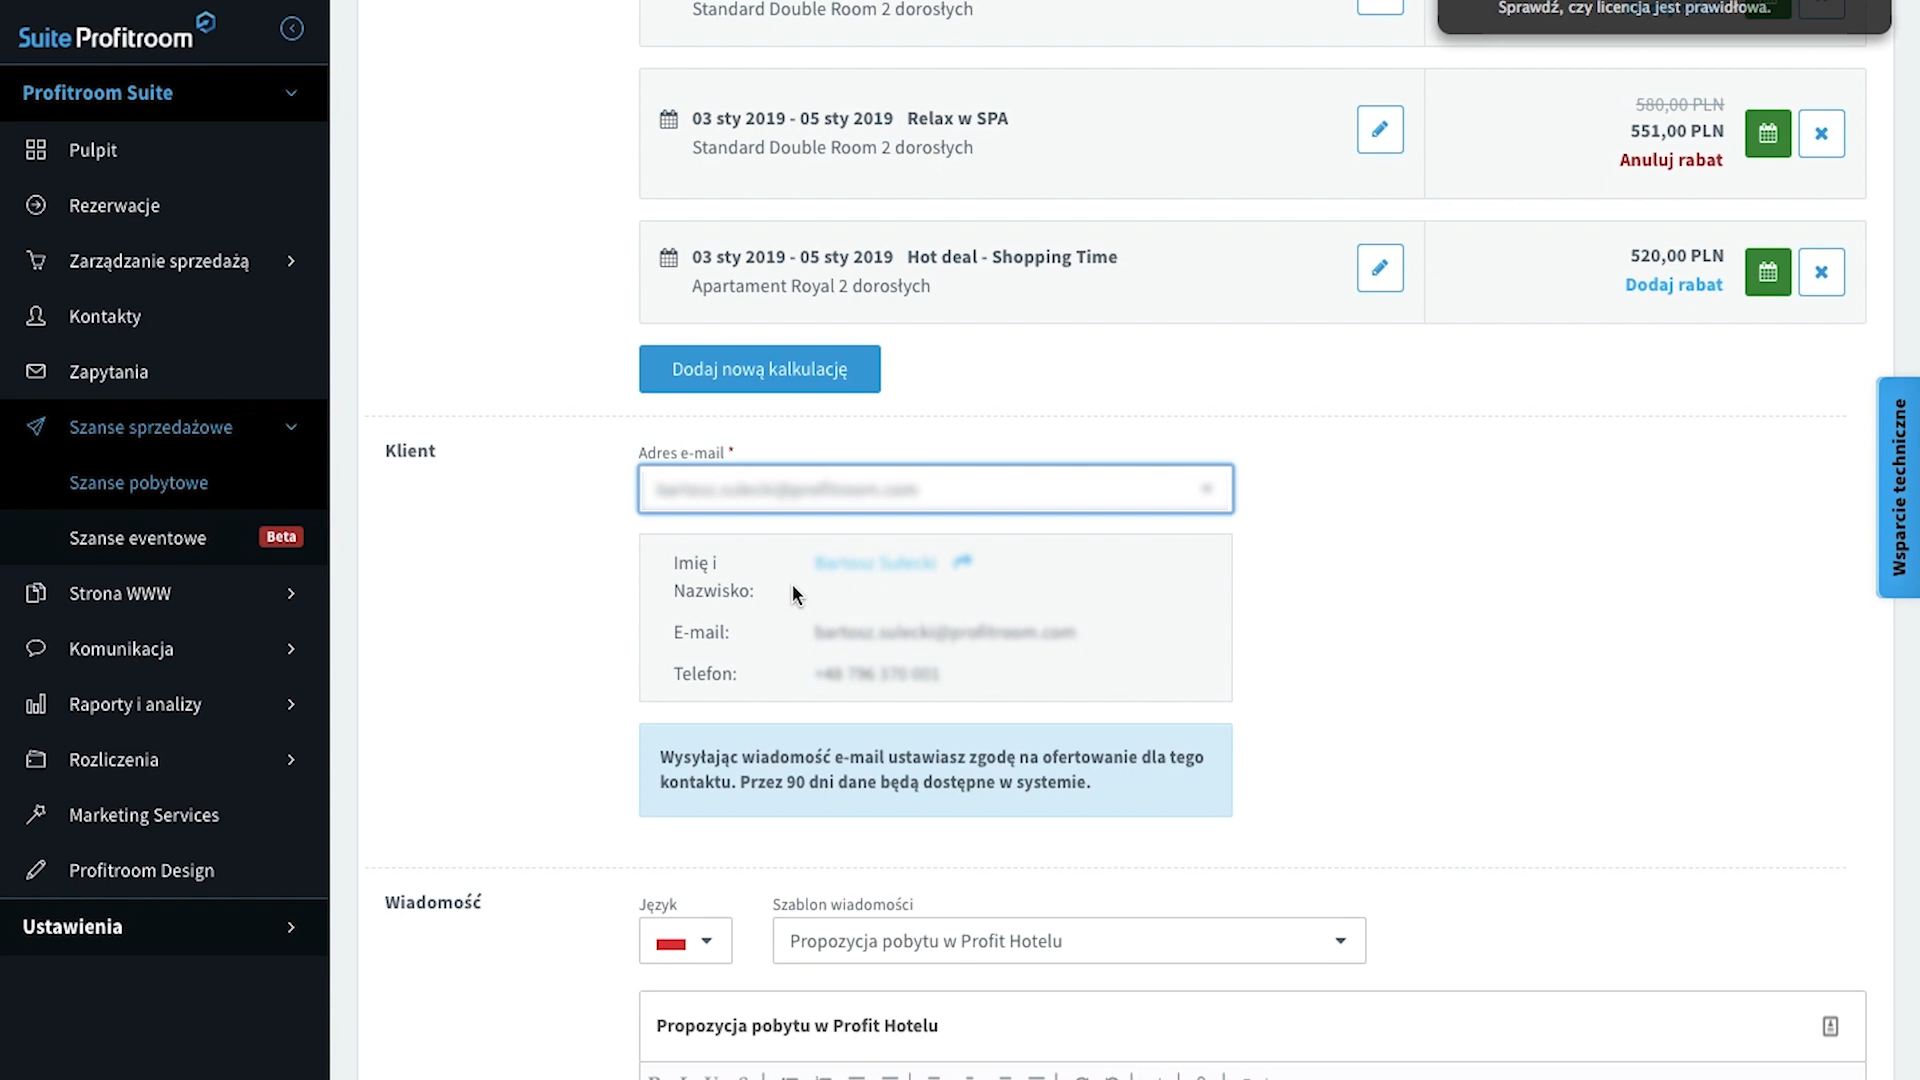 Suite Profitroom
Profitroom Suite
Pulpit
Rezerwacje
Zarządzanie sprzedażą
Kontakty
Zapytania
Szanse sprzedażowe
Szanse pobytowe
Szanse eventowe Beta
Strona WWW
Komunikacja
Raporty i analizy
Rozliczenia
Marketing Services
Profitroom Design
Ustawienia
Standard Double Room 2 dorosłych
Sprawdź, czy licencja jest prawidłowa.
03 sty 2019 - 05 sty 2019 Relax w SPA
Standard Double Room 2 dorosłych
580,00 PLN
551,00 PLN
Anuluj rabat
03 sty 2019 - 05 sty 2019 Hot deal - Shopping Time
Apartament Royal 2 dorosłych
520,00 PLN
Dodaj rabat
Dodaj nową kalkulację
Klient
Adres e-mail *
Imię i
Nazwisko:
E-mail:
Telefon:
Wysyłając wiadomość e-mail ustawiasz zgodę na ofertowanie dla tego
kontaktu. Przez 90 dni dane będą dostępne w systemie.
Wiadomość
Język
Szablon wiadomości
Propozycja pobytu w Profit Hotelu
Propozycja pobytu w Profit Hotelu
Wsparcie techniczne